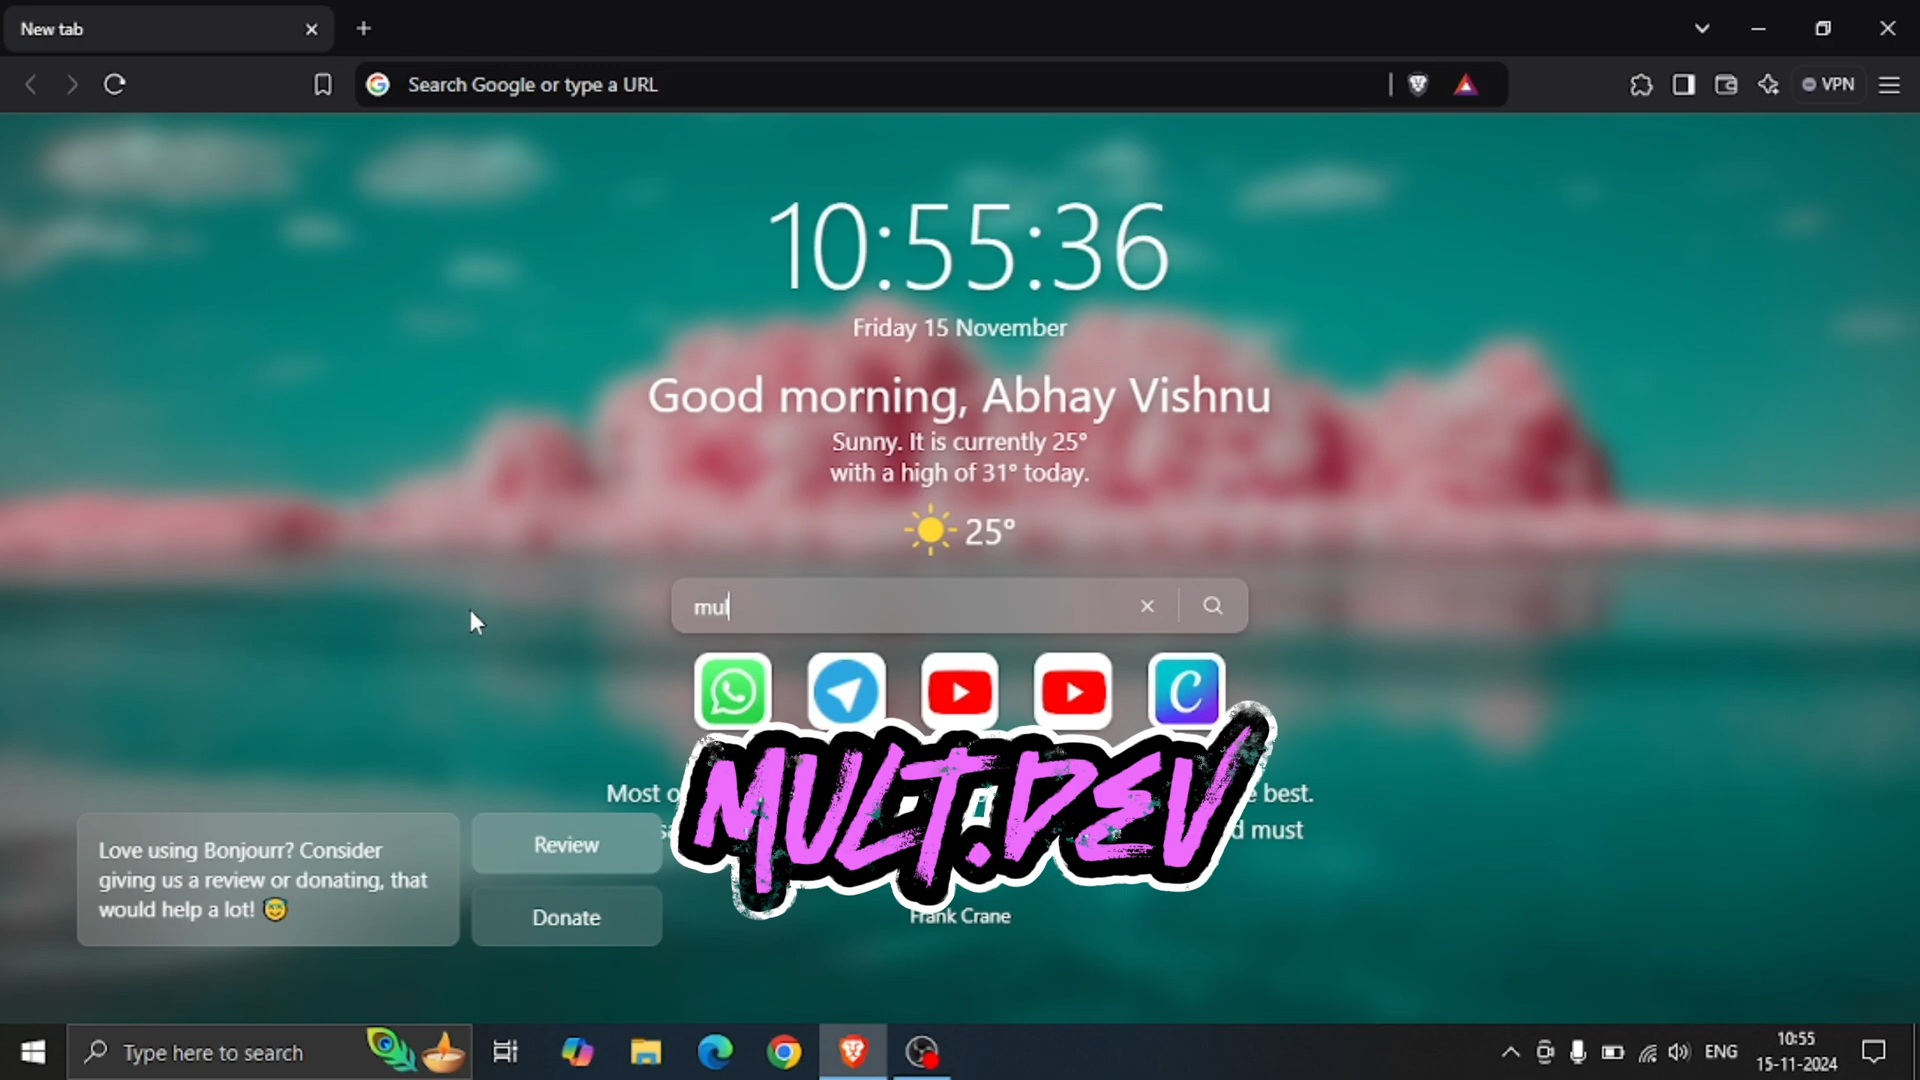 New tab
Search Google or type a URL
VPN
10:55:36
Friday 15 November
Good morning, Abhay Vishnu
Sunny. It is currently 25°
with a high of 31° today.
25°
mul
MULT.DEV
Most
best.
must
Frank Crane
Love using Bonjourr? Consider
giving us a review or donating, that
would help a lot! 😇
Review
Donate
Type here to search
ENG
10:55
15-11-2024